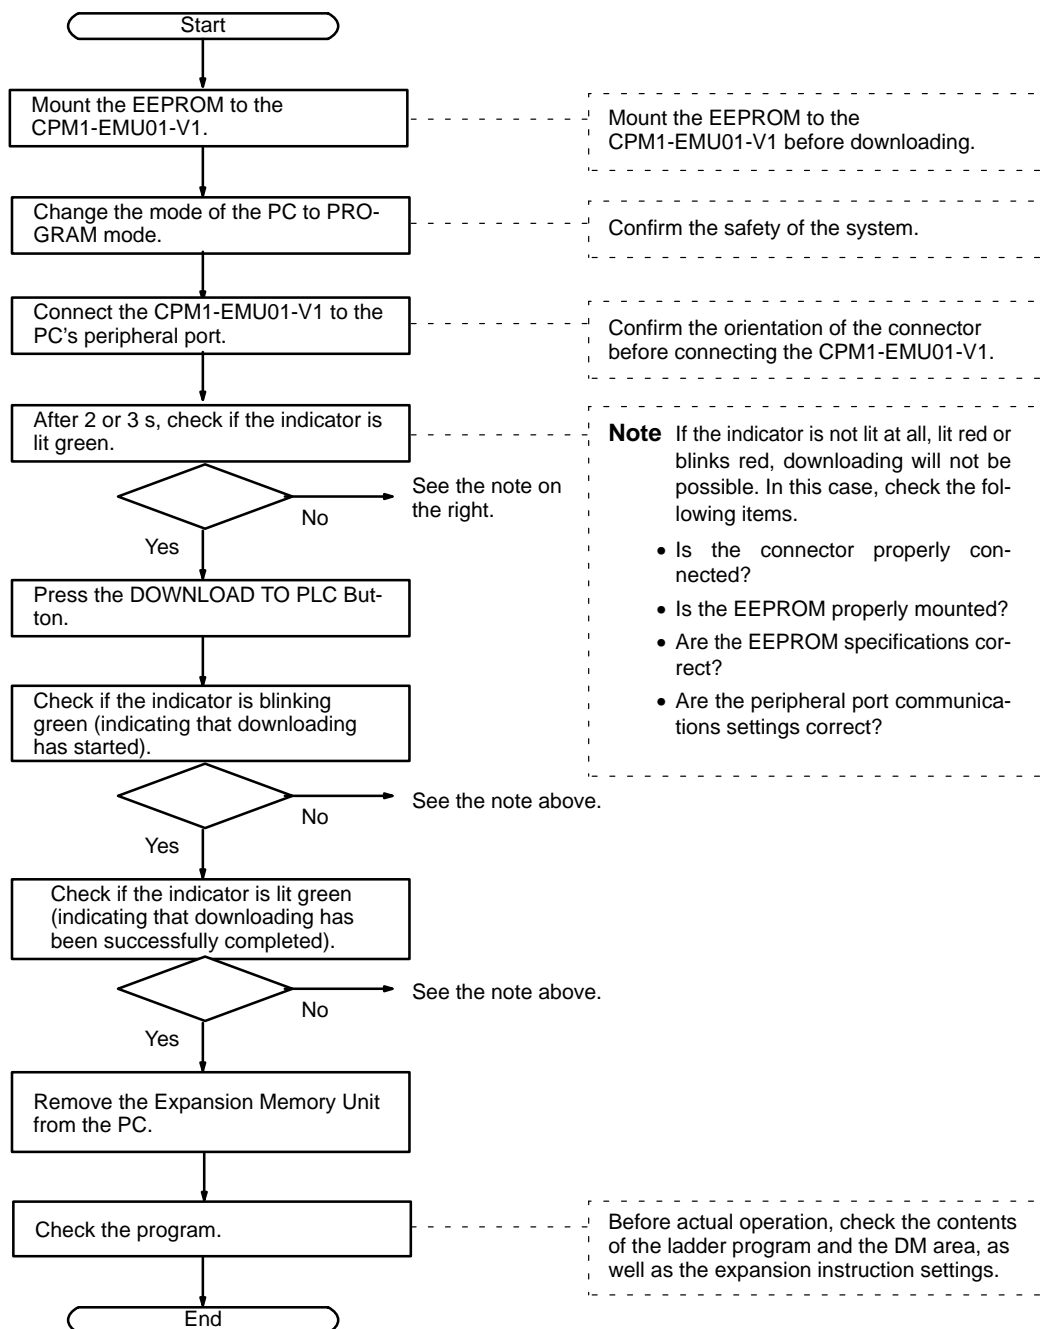 Start
Mount the EEPROM to the
CPM1-EMU01-V1.
Mount the EEPROM to the
CPM1-EMU01-V1 before downloading.
Change the mode of the PC to PRO-
GRAM mode.
Confirm the safety of the system.
Connect the CPM1-EMU01-V1 to the
PC’s peripheral port.
Confirm the orientation of the connector
before connecting the CPM1-EMU01-V1.
After 2 or 3 s, check if the indicator is
lit green.
Note If the indicator is not lit at all, lit red or
blinks red, downloading will not be
possible. In this case, check the fol-
lowing items.
• Is the connector properly con-
nected?
• Is the EEPROM properly mounted?
• Are the EEPROM specifications cor-
rect?
• Are the peripheral port communica-
tions settings correct?
No
See the note on
the right.
Yes
Press the DOWNLOAD TO PLC But-
ton.
Check if the indicator is blinking
green (indicating that downloading
has started).
No
See the note above.
Yes
Check if the indicator is lit green
(indicating that downloading has
been successfully completed).
No
See the note above.
Yes
Remove the Expansion Memory Unit
from the PC.
Check the program.
Before actual operation, check the contents
of the ladder program and the DM area, as
well as the expansion instruction settings.
End